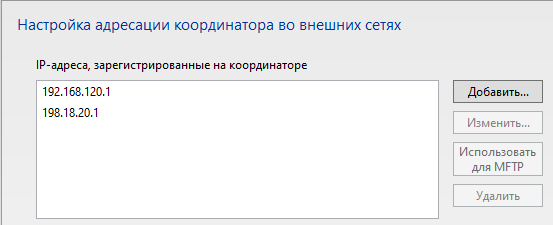 Настройка адресации координатора во внешних сетях
IP-адреса, зарегистрированные на координаторе
192.168.120.1
198.18.20.1
Добавить...
Изменить...
Использовать
для MFTP
Удалить